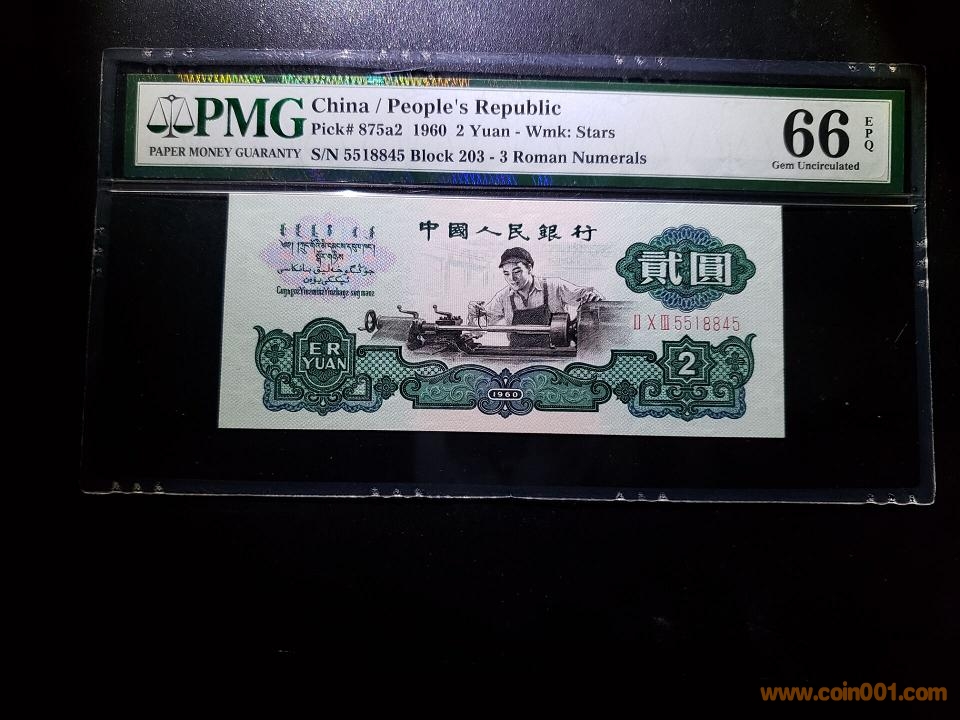 PMG
PAPER MONEY GUARANTY
China / People's Republic
Pick# 875a2 1960 2 Yuan - Wmk: Stars
S/N 5518845 Block 203 - 3 Roman Numerals
66 EPQ
Gem Uncirculated
中國人民銀行
貳圓
II X III 5518845
ER
YUAN
2
1960
www.coin001.com